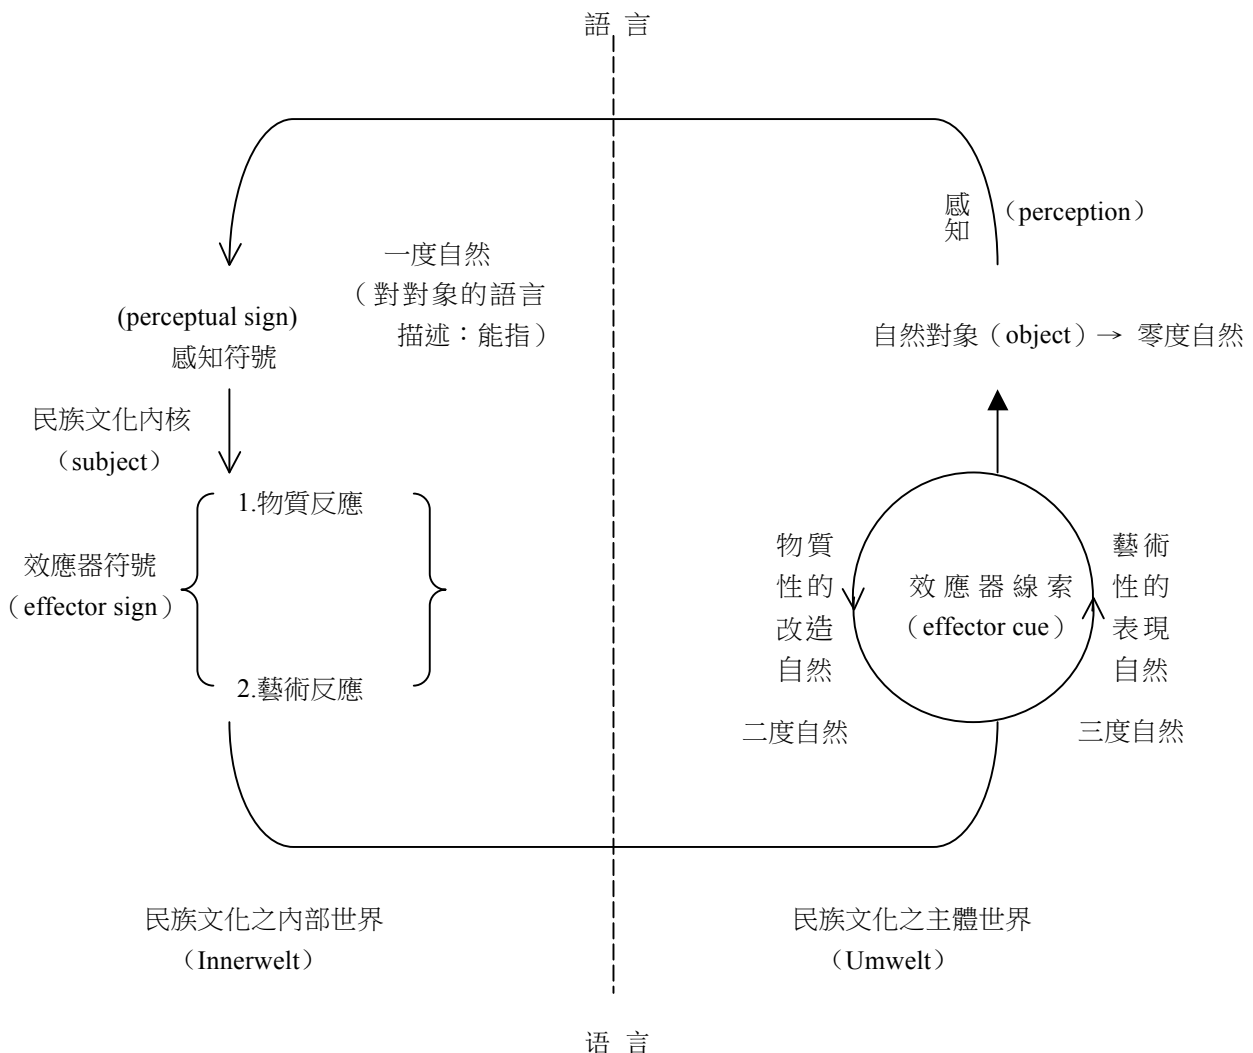 語 言
感知
（perception）
一度自然
（對對象的語言
描述：能指）
(perceptual sign)
感知符號
自然對象（object）→ 零度自然
民族文化內核
（subject）
1.物質反應
效應器符號
（effector sign）
2.藝術反應
物質
性的
改造
自然
效應器線索
（effector cue）
藝術
性的
表現
自然
二度自然
三度自然
民族文化之內部世界
（Innerwelt）
民族文化之主體世界
（Umwelt）
语 言